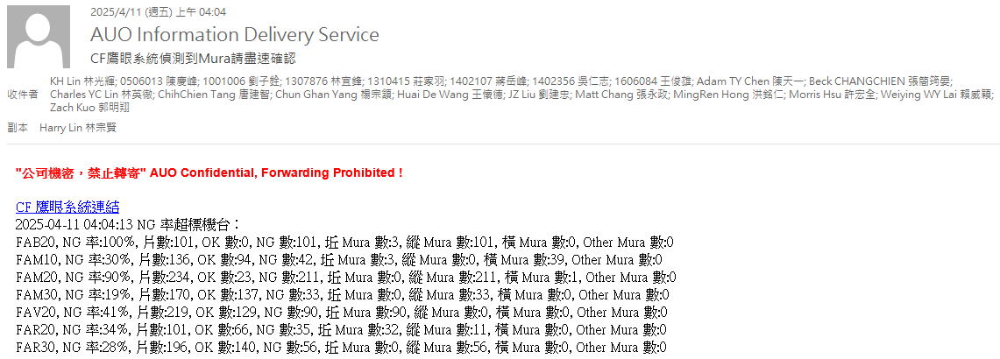 2025/4/11 (週五) 上午 04:04
AUO Information Delivery Service
CF鷹眼系統偵測到Mura請盡速確認
收件者 KH Lin 林光輝; 0506013 陳慶峰; 1001006 劉子銓; 1307876 林宜鋒; 1310415 莊家羽; 1402107 蔣岳峰; 1402356 吳仁志; 1606084 王俊雄; Adam TY Chen 陳天一; Beck CHANGCHIEN 張簡筠晏;
Charles YC Lin 林英徹; ChihChien Tang 唐建智; Chun Ghan Yang 楊宗頷; Huai De Wang 王懷德; JZ Liu 劉建志; Matt Chang 張永政; MingRen Hong 洪銘仁; Morris Hsu 許宏全; Weiying WY Lai 賴威穎;
Zach Kuo 郭明翔
副本 Harry Lin 林宗賢
"公司機密，禁止轉寄" AUO Confidential, Forwarding Prohibited !
CF 鷹眼系統連結
2025-04-11 04:04:13 NG 率超標機台：
FAB20, NG 率:100%, 片數:101, OK 數:0, NG 數:101, 坵 Mura 數:3, 縱 Mura 數:101, 橫 Mura 數:0, Other Mura 數:0
FAM10, NG 率:30%, 片數:136, OK 數:94, NG 數:42, 坵 Mura 數:3, 縱 Mura 數:0, 橫 Mura 數:39, Other Mura 數:0
FAM20, NG 率:90%, 片數:234, OK 數:23, NG 數:211, 坵 Mura 數:0, 縱 Mura 數:211, 橫 Mura 數:1, Other Mura 數:0
FAM30, NG 率:19%, 片數:170, OK 數:137, NG 數:33, 坵 Mura 數:0, 縱 Mura 數:33, 橫 Mura 數:0, Other Mura 數:0
FAV20, NG 率:41%, 片數:219, OK 數:129, NG 數:90, 坵 Mura 數:90, 縱 Mura 數:0, 橫 Mura 數:0, Other Mura 數:0
FAR20, NG 率:34%, 片數:101, OK 數:66, NG 數:35, 坵 Mura 數:32, 縱 Mura 數:11, 橫 Mura 數:0, Other Mura 數:0
FAR30, NG 率:28%, 片數:196, OK 數:140, NG 數:56, 坵 Mura 數:0, 縱 Mura 數:56, 橫 Mura 數:0, Other Mura 數:0